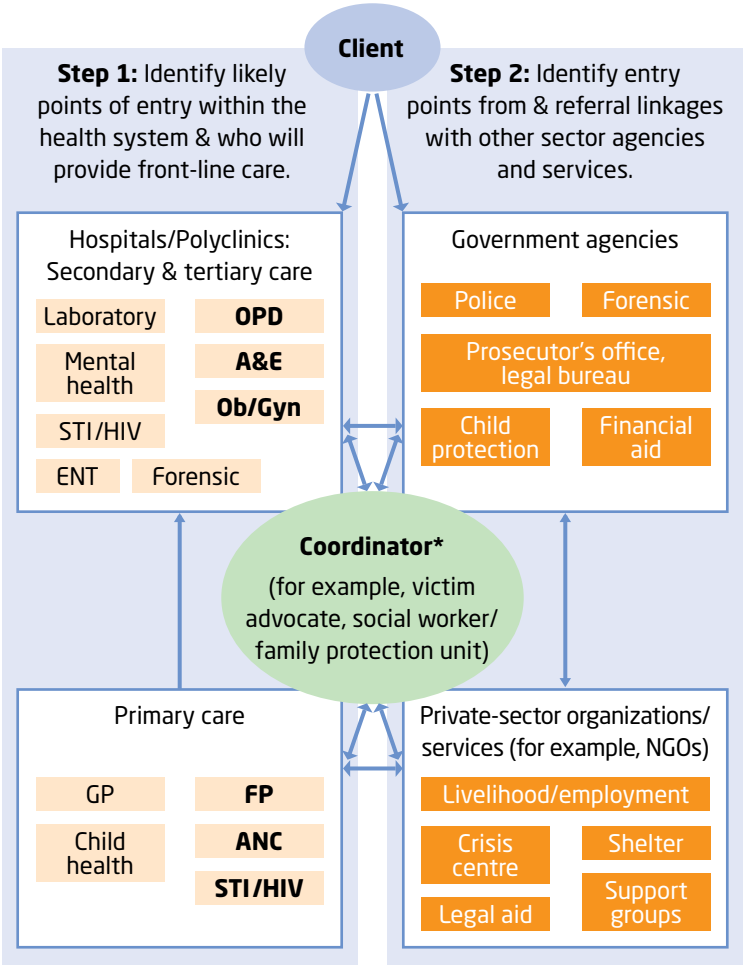 Client
Step 1: Identify likely
points of entry within the
health system & who will
provide front-line care.
Step 2: Identify entry
points from & referral linkages
with other sector agencies
and services.
Hospitals/Polyclinics:
Secondary & tertiary care
Laboratory
OPD
Mental
health
A&E
Ob/Gyn
STI/HIV
ENT
Forensic
Government agencies
Police
Forensic
Prosecutor's office,
legal bureau
Child
protection
Financial
aid
Coordinator*
(for example, victim
advocate, social worker/
family protection unit)
Primary care
GP
FP
Child
health
ANC
STI/HIV
Private-sector organizations/
services (for example, NGOs)
Livelihood/employment
Crisis
centre
Shelter
Legal aid
Support
groups